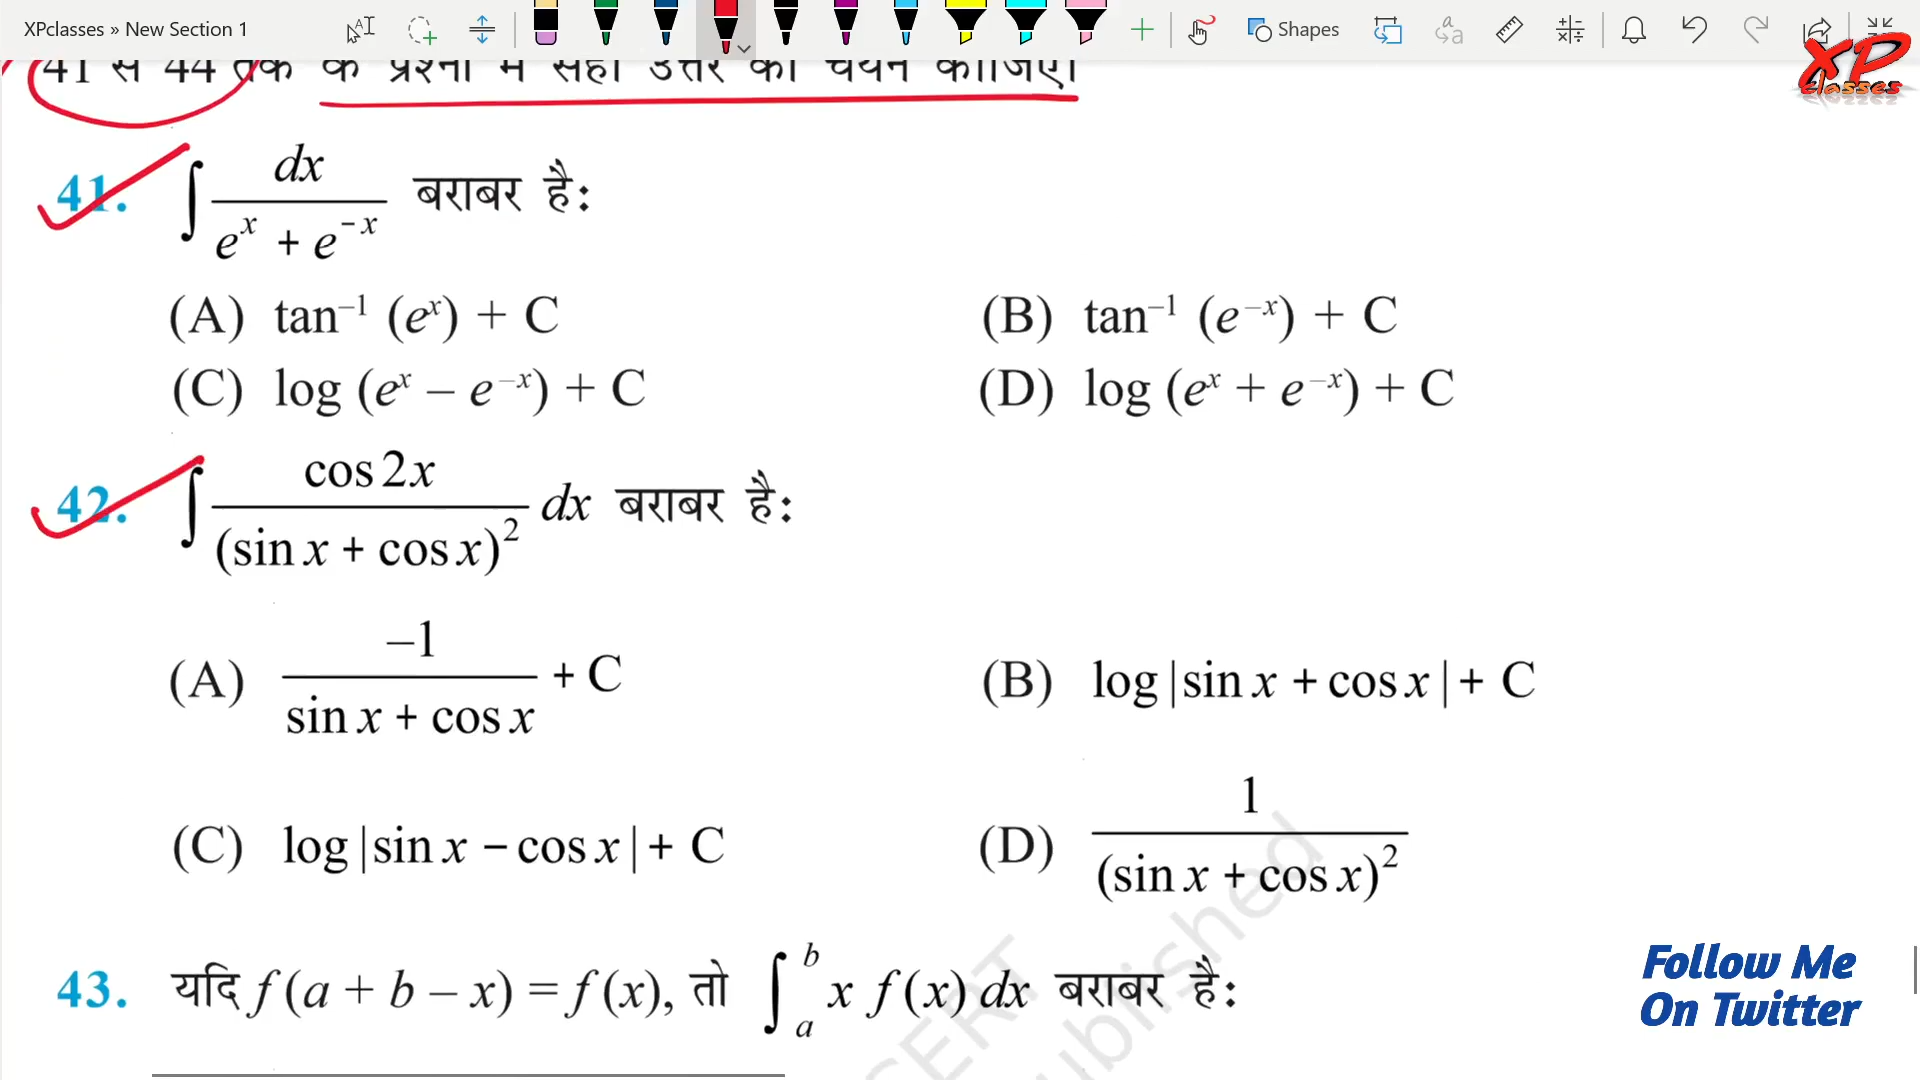 XPclasses » New Section 1
Shapes
XP
classes
41 से 44 तक के प्रश्नों में सही उत्तर का चयन कीजिए।
41. ∫ dx / (e^x + e^-x) बराबर है:
(A) tan⁻¹ (e^x) + C (B) tan⁻¹ (e^-x) + C
(C) log (e^x – e^-x) + C (D) log (e^x + e^-x) + C
42. ∫ cos 2x / (sin x + cos x)² dx बराबर है:
(A) –1 / (sin x + cos x) + C (B) log |sin x + cos x| + C
(C) log |sin x − cos x| + C (D) 1 / (sin x + cos x)²
43. यदि f (a + b – x) = f (x), तो ∫_a^b x f (x) dx बराबर है:
Follow Me
On Twitter